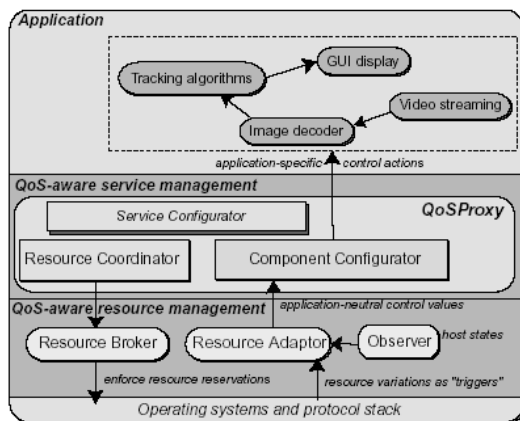 Application
GUI display
Tracking algorithms
Video streaming
Image decoder
application-specific control actions
QoS-aware service management
QoSProxy
Service Configurator
Resource Coordinator
Component Configurator
QoS-aware resource management
application-neutral control values
Resource Broker
Resource Adaptor
Observer
host states
enforce resource reservations
resource variations as "triggers"
Operating systems and protocol stack